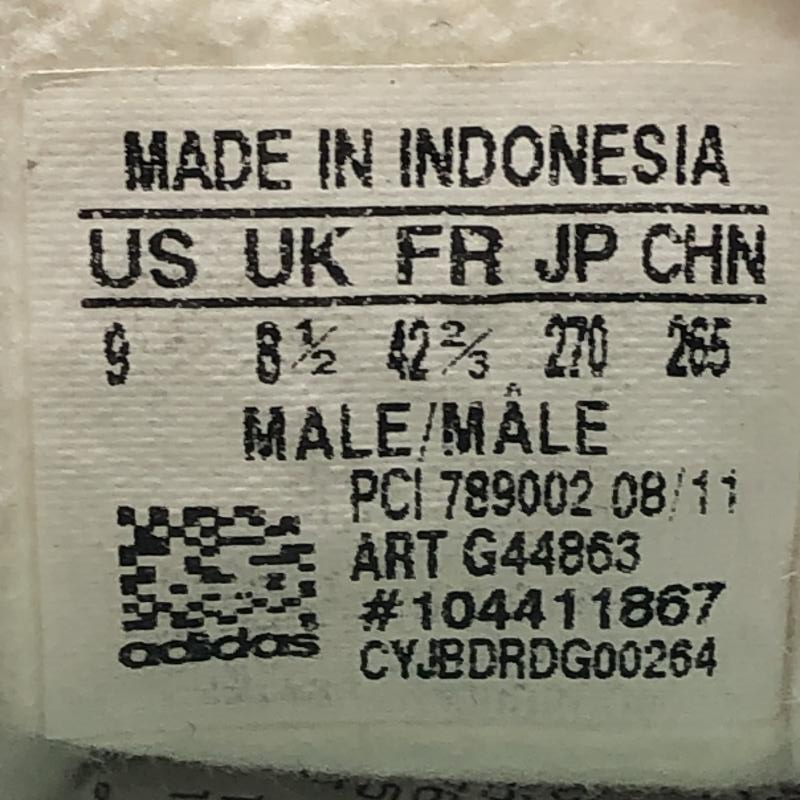 MADE IN INDONESIA
US UK FR JP CHN
9 8½ 42⅔ 270 265
MALE/MÂLE
PCI 789002 08/11
ART G44863
#104411867
adidas CYJBDRDG00264